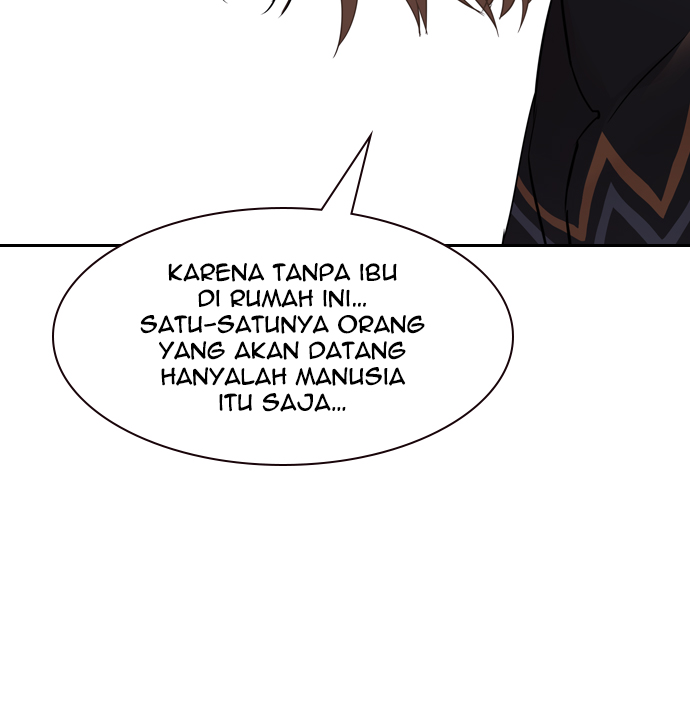 KARENA TANPA IBU
DI RUMAH INI...
SATU-SATUNYA ORANG
YANG AKAN DATANG
HANYALAH MANUSIA
ITU SAJA...